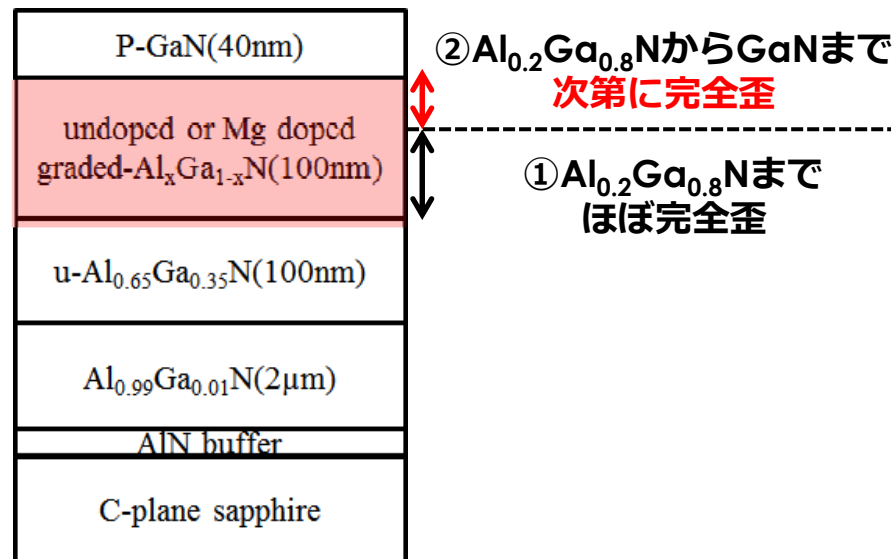 P-GaN(40nm)
undoped or Mg doped
graded-AlxGa1-xN(100nm)
u-Al0.65Ga0.35N(100nm)
Al0.99Ga0.01N(2μm)
AlN buffer
C-plane sapphire
②Al0.2Ga0.8NからGaNまで
次第に完全歪
①Al0.2Ga0.8Nまで
ほぼ完全歪